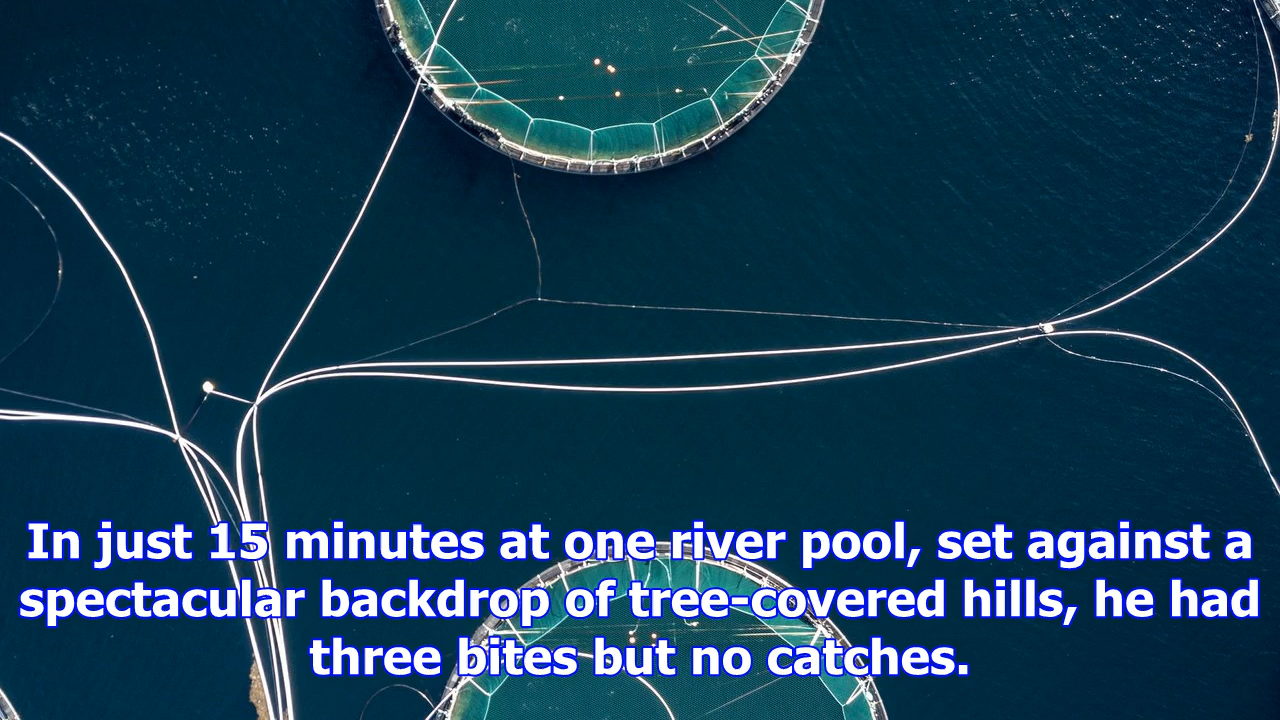 In just 15 minutes at one river pool, set against a
spectacular backdrop of tree-covered hills, he had
three bites but no catches.